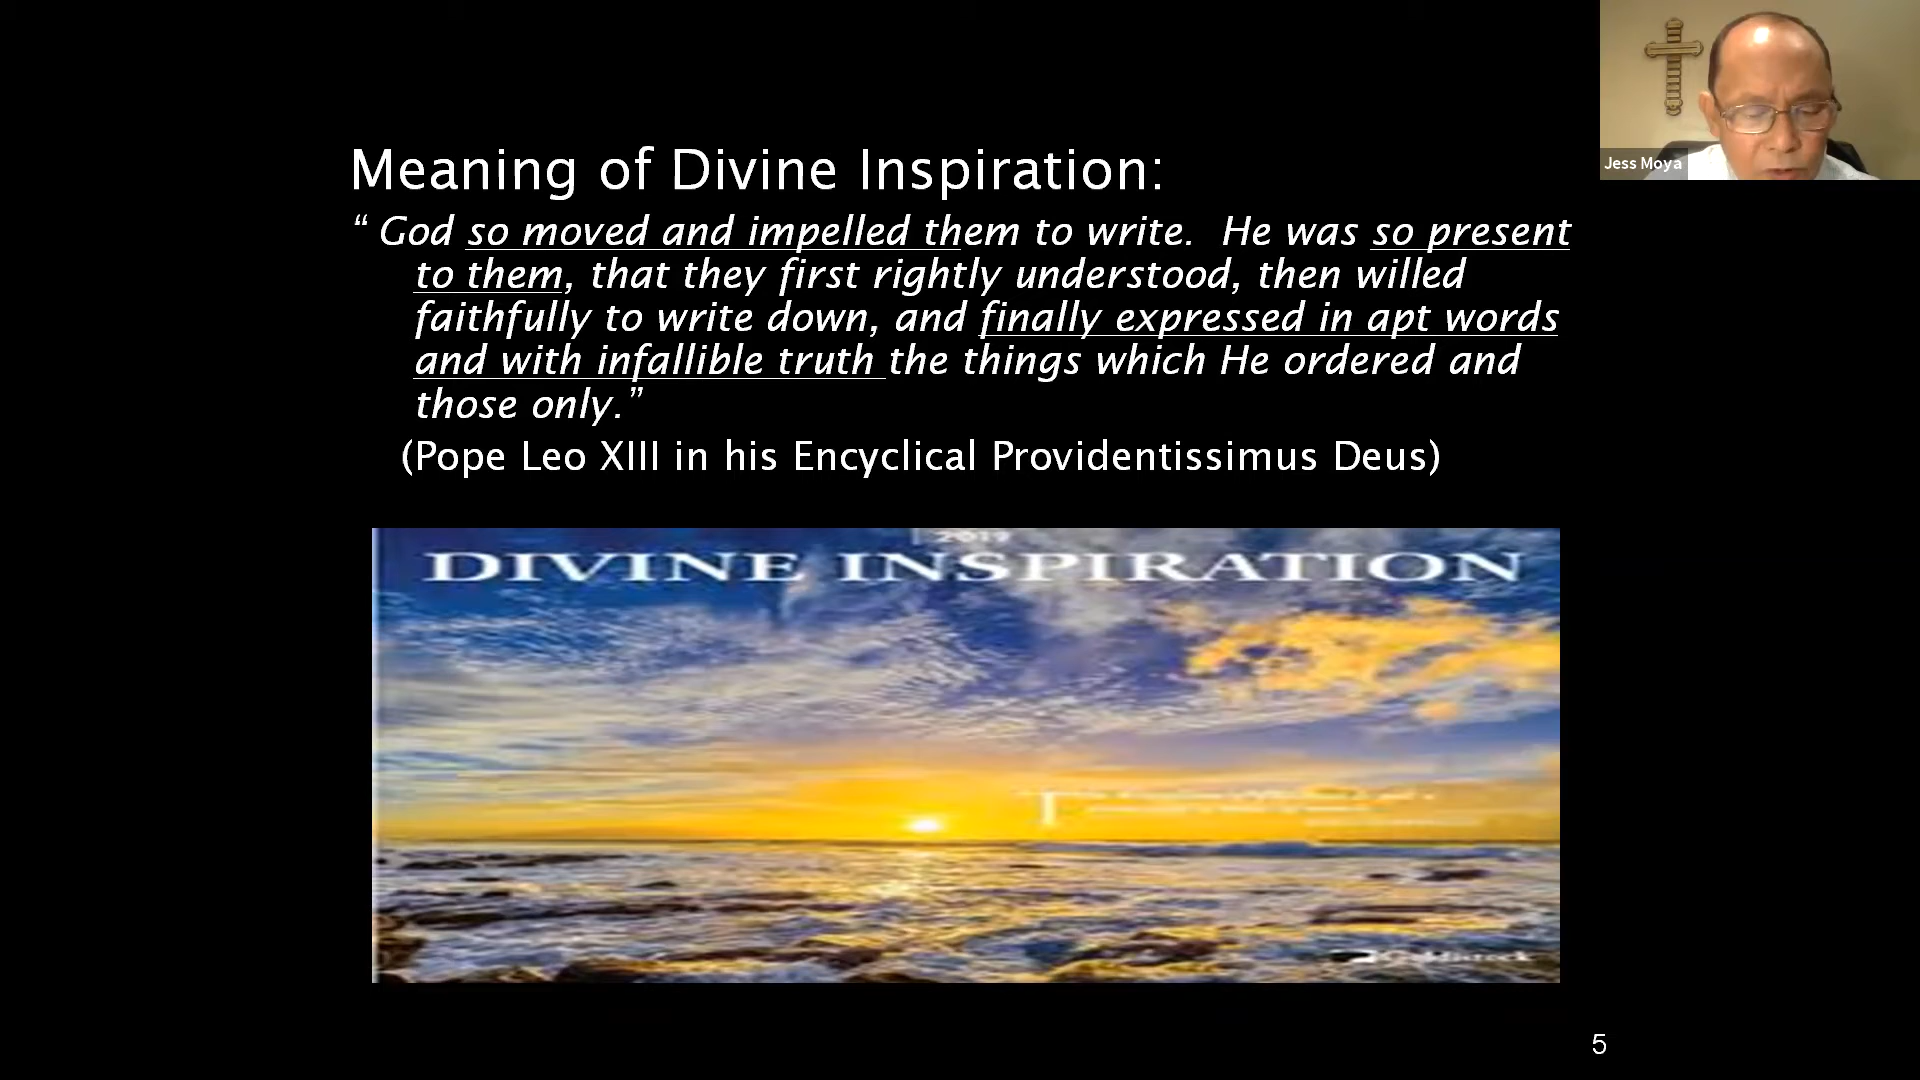 Jess Moya
Meaning of Divine Inspiration:
“ God so moved and impelled them to write.  He was so present
to them, that they first rightly understood, then willed
faithfully to write down, and finally expressed in apt words
and with infallible truth the things which He ordered and
those only.”
(Pope Leo XIII in his Encyclical Providentissimus Deus)
2019
DIVINE INSPIRATION
5